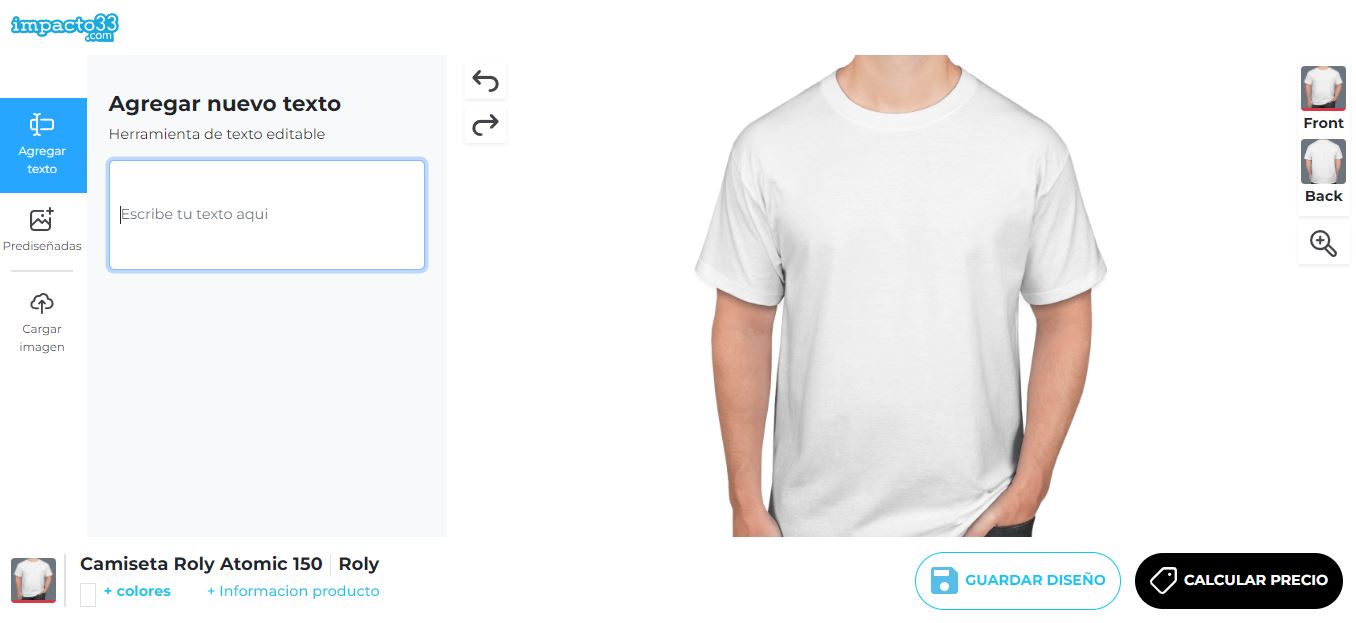 impacto33
.com
Agregar
texto
Prediseñadas
Cargar
imagen
Agregar nuevo texto
Herramienta de texto editable
Escribe tu texto aqui
Front
Back
Camiseta Roly Atomic 150 Roly
+ colores + Informacion producto
GUARDAR DISEÑO
CALCULAR PRECIO